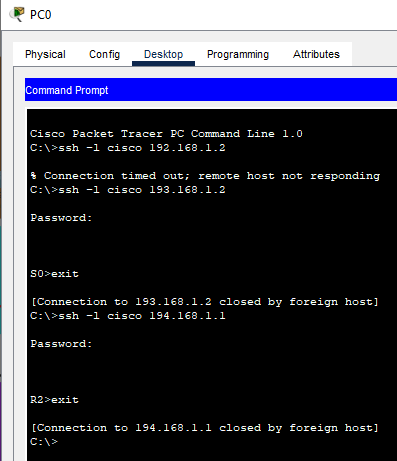 PC0
Physical Config Desktop Programming Attributes
Command Prompt
Cisco Packet Tracer PC Command Line 1.0
C:\>ssh -l cisco 192.168.1.2
% Connection timed out; remote host not responding
C:\>ssh -l cisco 193.168.1.2
Password:
S0>exit
[Connection to 193.168.1.2 closed by foreign host]
C:\>ssh -l cisco 194.168.1.1
Password:
R2>exit
[Connection to 194.168.1.1 closed by foreign host]
C:\>